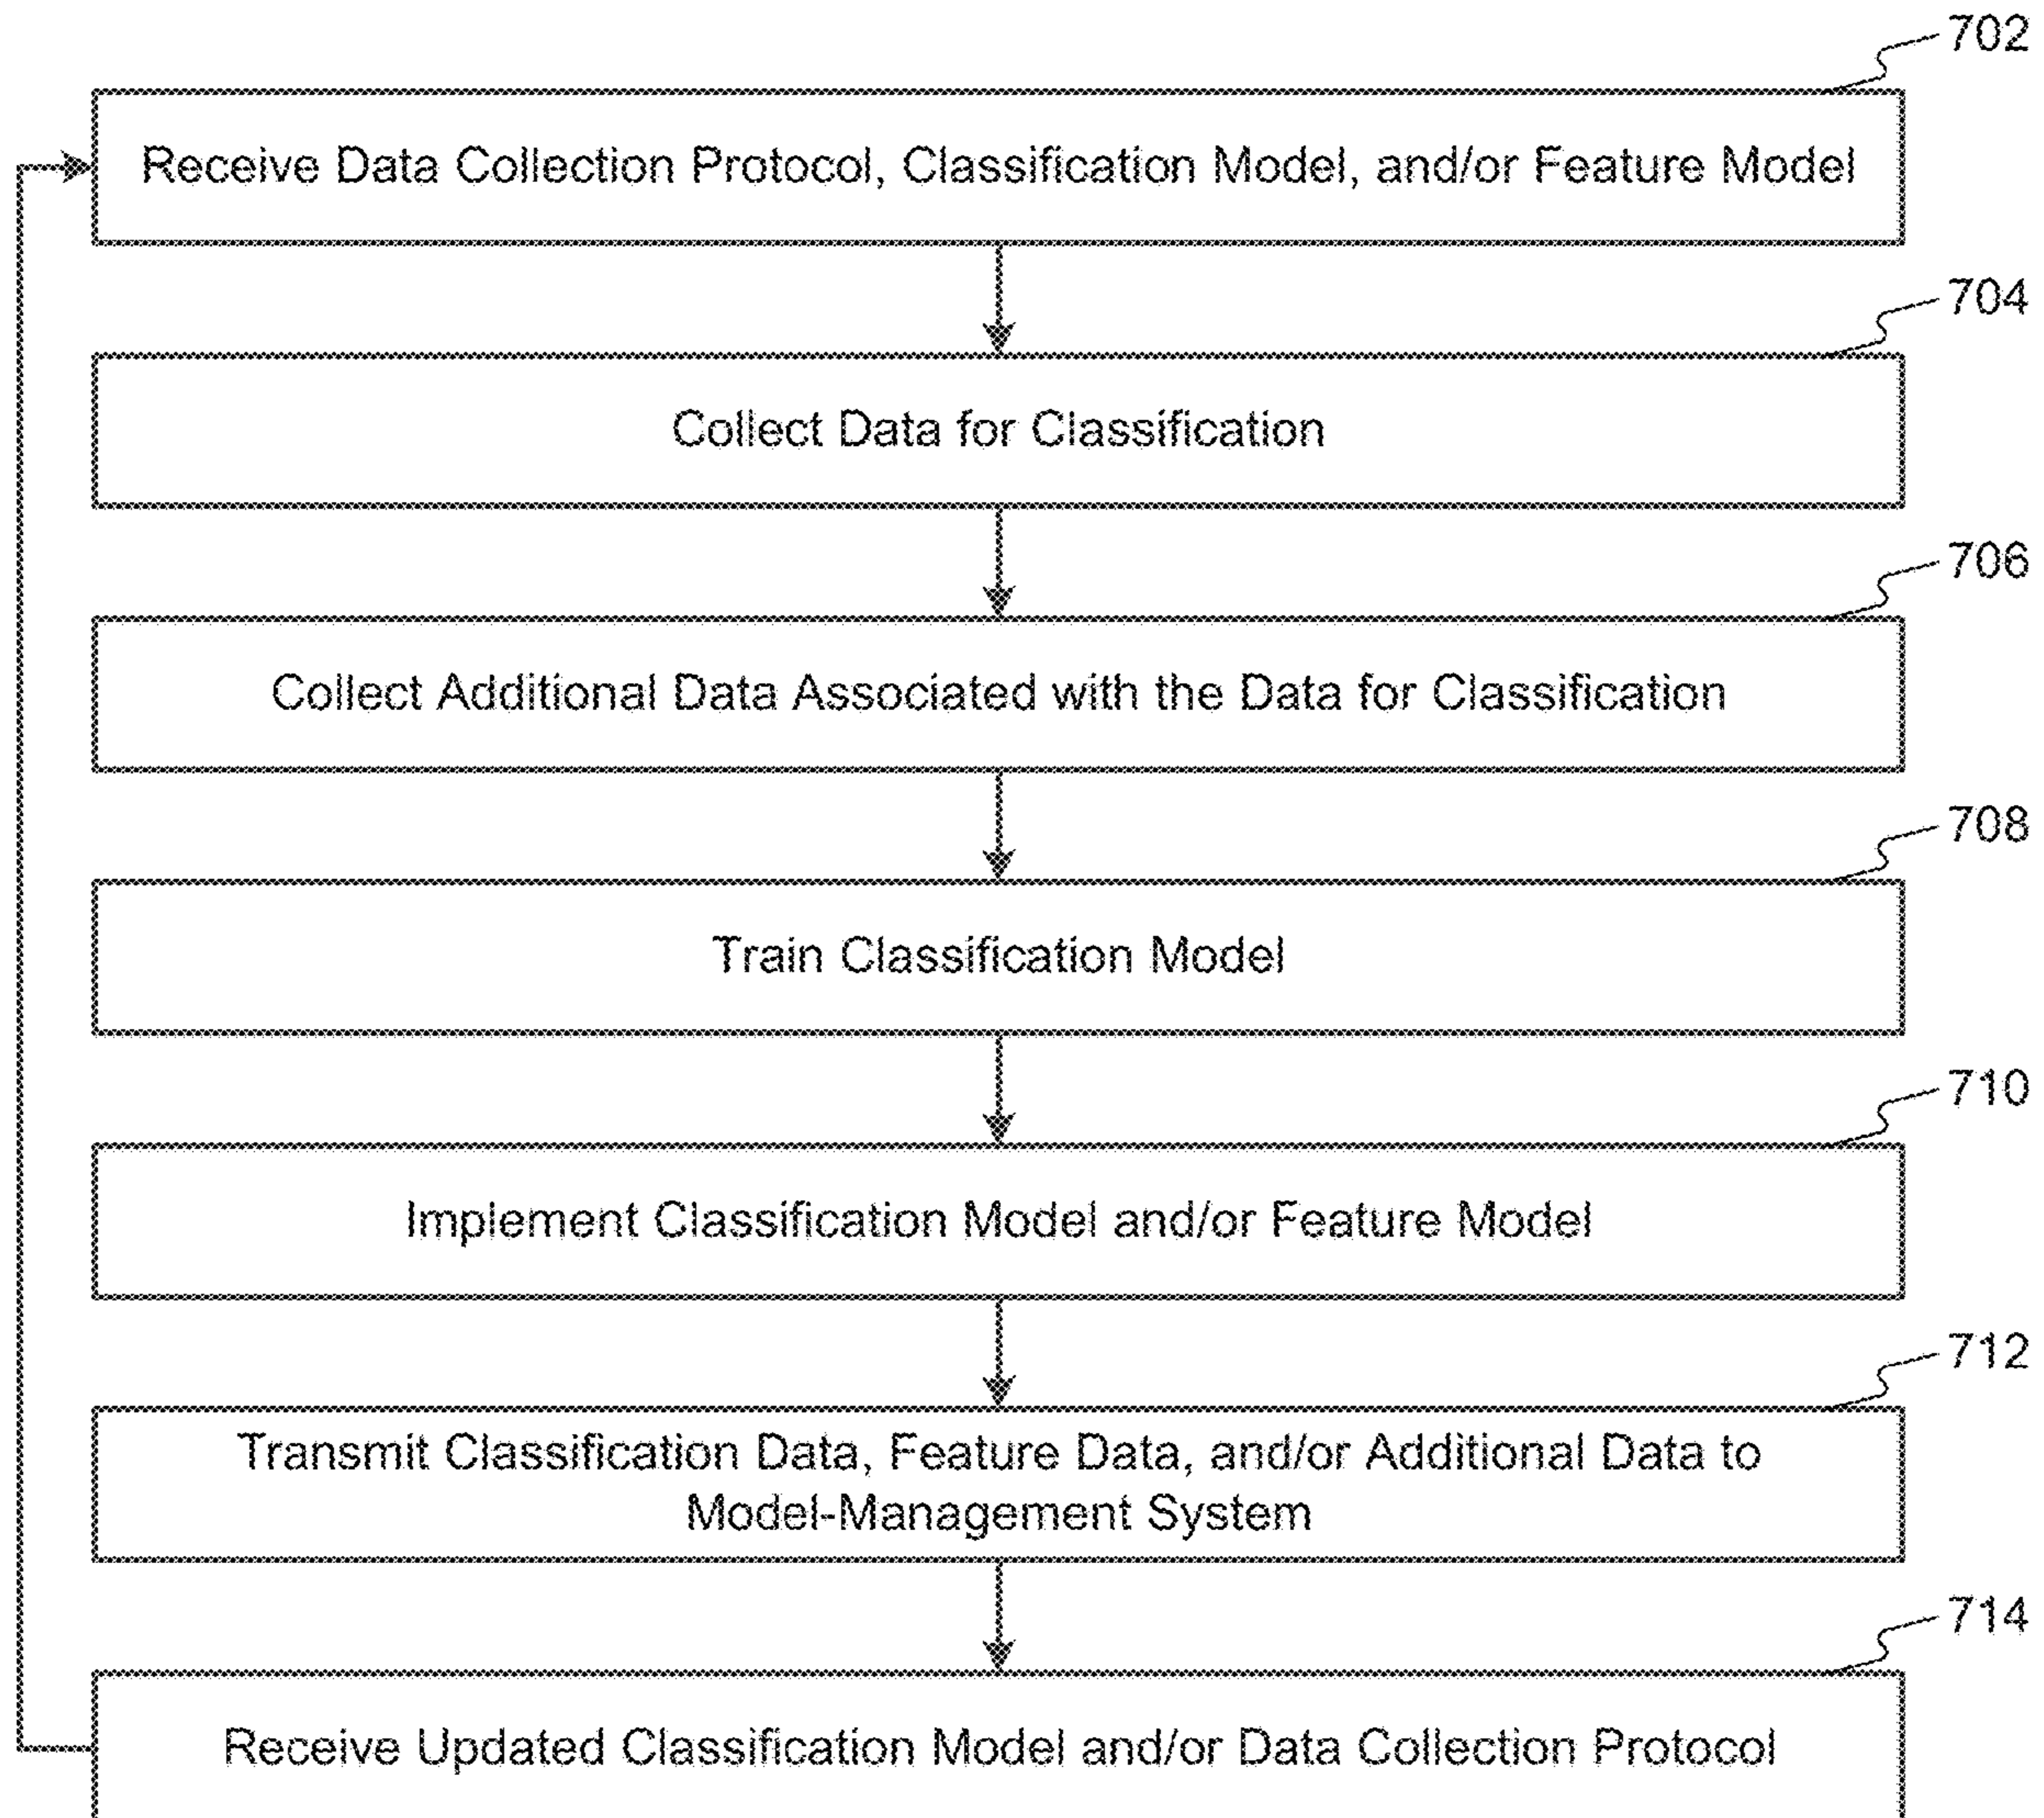 702
Receive Data Collection Protocol, Classification Model, and/or Feature Model
704
Collect Data for Classification
706
Collect Additional Data Associated with the Data for Classification
708
Train Classification Model
710
Implement Classification Model and/or Feature Model
712
Transmit Classification Data, Feature Data, and/or Additional Data to
Model-Management System
714
Receive Updated Classification Model and/or Data Collection Protocol